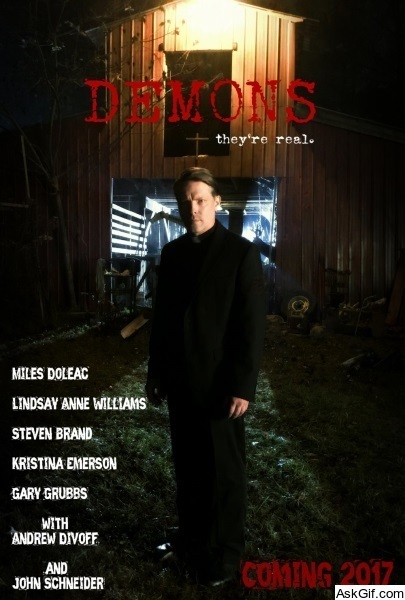 DEMONS
they're real.
MILES DOLEAC
LINDSAY ANNE WILLIAMS
STEVEN BRAND
KRISTINA EMERSON
GARY GRUBBS
WITH
ANDREW DIVOFF
AND
JOHN SCHNEIDER
COMING 2017
AskGif.com